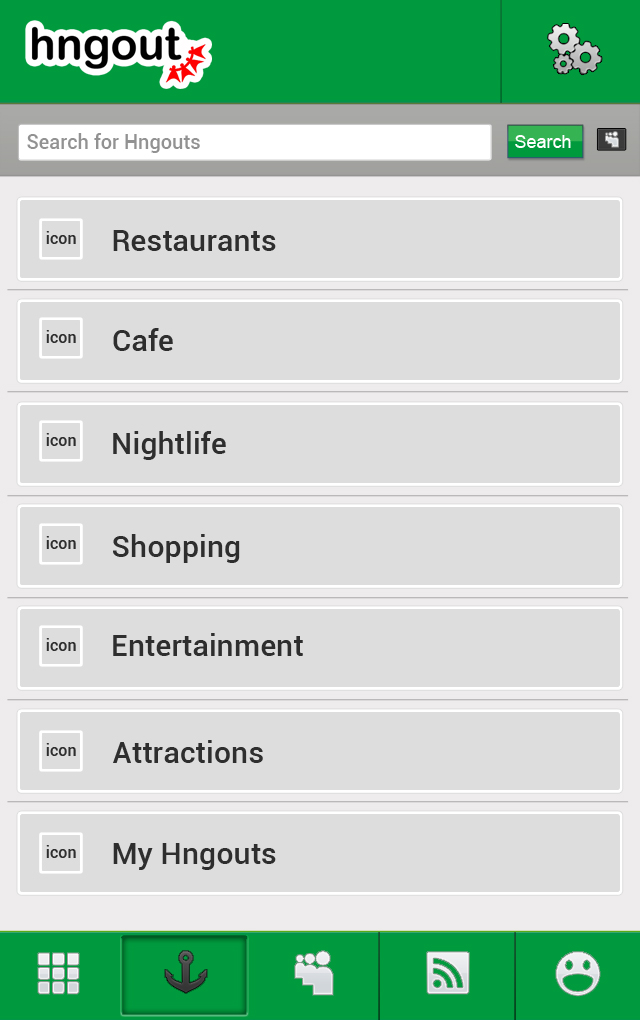 hngout
Search for Hngouts
Search
icon
Restaurants
icon
Cafe
icon
Nightlife
icon
Shopping
icon
Entertainment
icon
Attractions
icon
My Hngouts